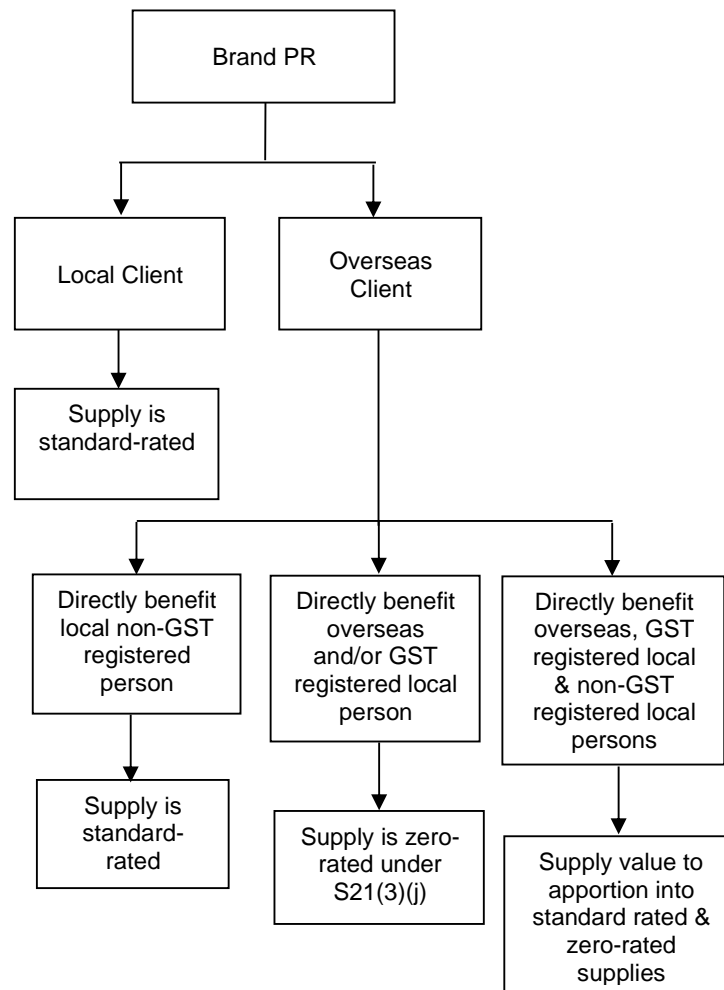 Brand PR
Local Client
Overseas
Client
Supply is
standard-rated
Directly benefit
local non-GST
registered
person
Directly benefit
overseas
and/or GST
registered local
person
Directly benefit
overseas, GST
registered local
& non-GST
registered local
persons
Supply is
standard-
rated
Supply is zero-
rated under
S21(3)(j)
Supply value to
apportion into
standard rated &
zero-rated
supplies